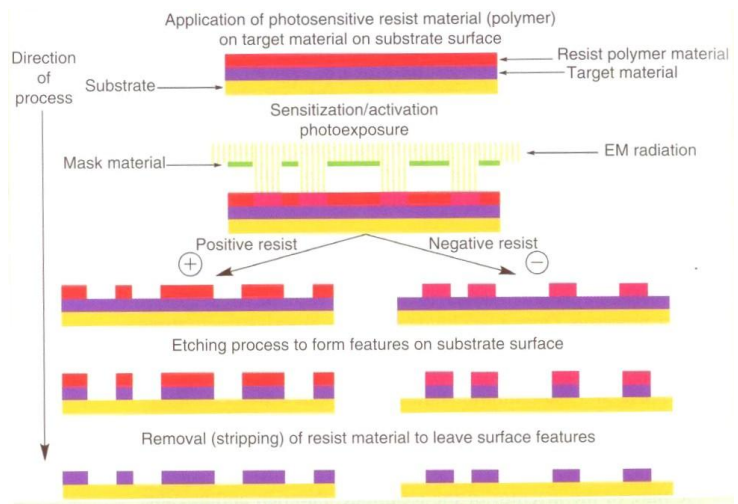 Application of photosensitive resist material (polymer)
on target material on substrate surface
Direction
of
process
Resist polymer material
Target material
Substrate
Sensitization/activation
photoexposure
Mask material
EM radiation
Positive resist
Negative resist
+
−
Etching process to form features on substrate surface
Removal (stripping) of resist material to leave surface features